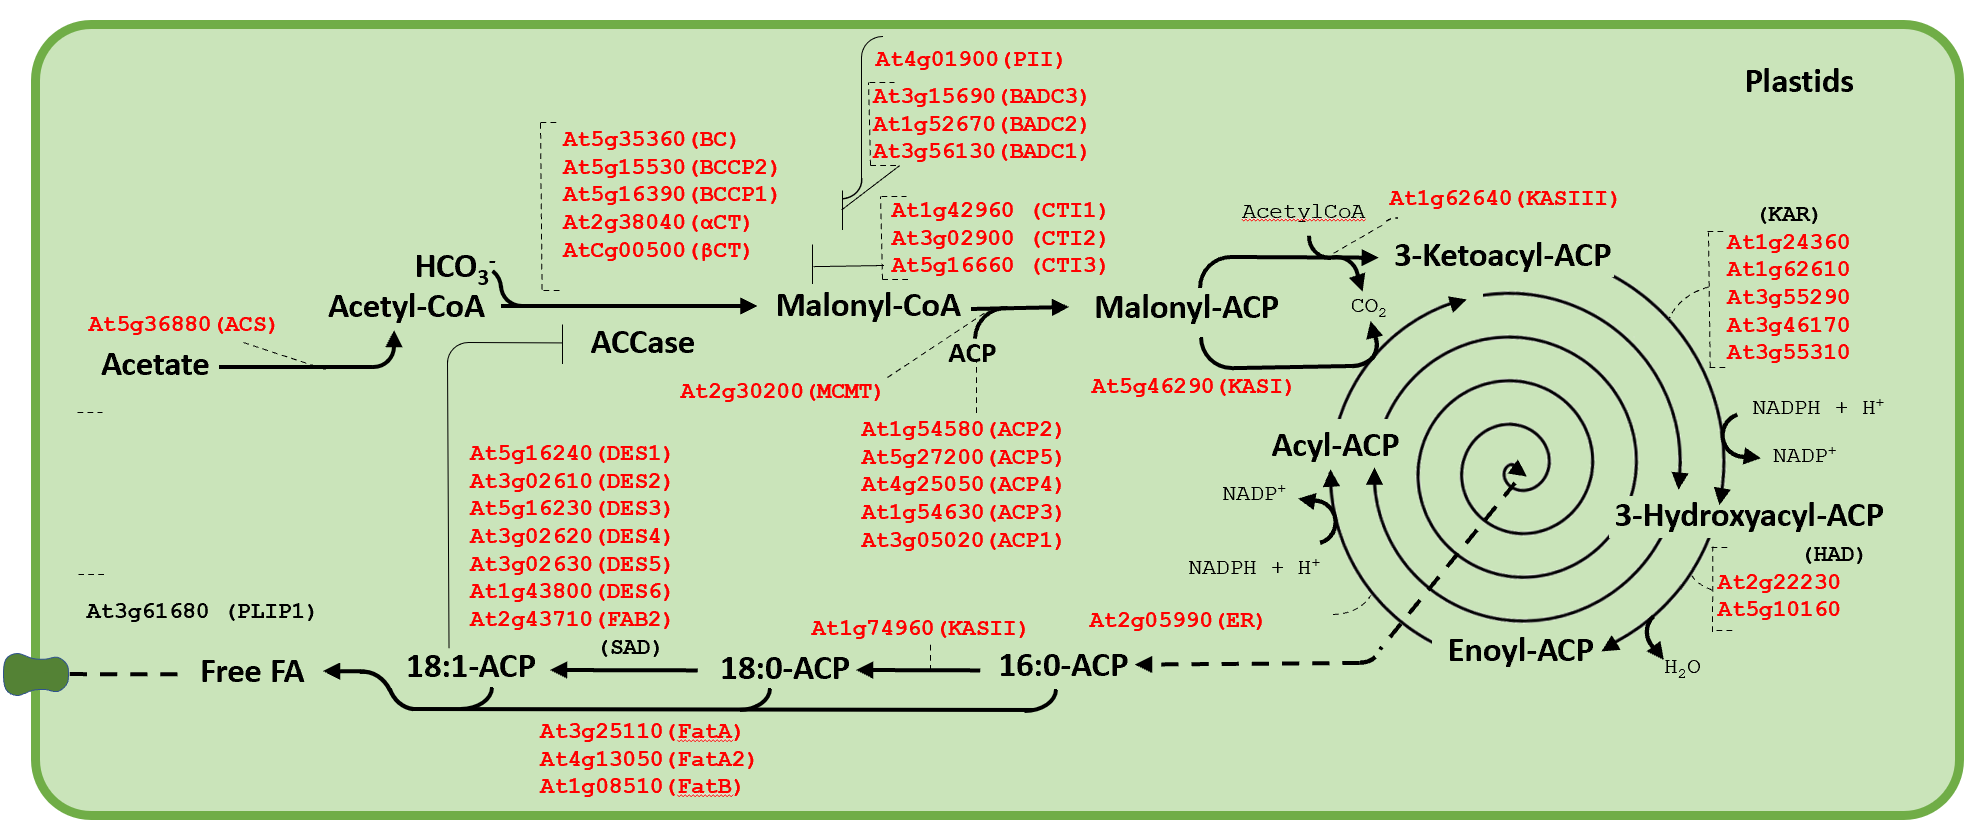 Plastids
At4g01900(PII)
At3g15690(BADC3)
At1g52670(BADC2)
At3g56130(BADC1)
At5g35360(BC)
At5g15530(BCCP2)
At5g16390(BCCP1)
At2g38040(αCT)
AtCg00500(βCT)
At1g42960 (CTI1)
At3g02900 (CTI2)
At5g16660 (CTI3)
HCO3-
Acetyl-CoA
Malonyl-CoA
Malonyl-ACP
AcetylCoA
At1g62640(KASIII)
3-Ketoacyl-ACP
CO2
(KAR)
At1g24360
At1g62610
At3g55290
At3g46170
At3g55310
At5g36880(ACS)
Acetate
ACCase
ACP
At2g30200(MCMT)
At5g46290(KASI)
NADPH + H+
NADP+
At1g54580(ACP2)
At5g27200(ACP5)
At4g25050(ACP4)
At1g54630(ACP3)
At3g05020(ACP1)
Acyl-ACP
NADP+
NADPH + H+
3-Hydroxyacyl-ACP
(HAD)
At2g22230
At5g10160
At5g16240(DES1)
At3g02610(DES2)
At5g16230(DES3)
At3g02620(DES4)
At3g02630(DES5)
At1g43800(DES6)
At2g43710(FAB2)
(SAD)
At3g61680 (PLIP1)
At1g74960(KASII)
At2g05990(ER)
Enoyl-ACP
H2O
Free FA
18:1-ACP
18:0-ACP
16:0-ACP
At3g25110(FatA)
At4g13050(FatA2)
At1g08510(FatB)